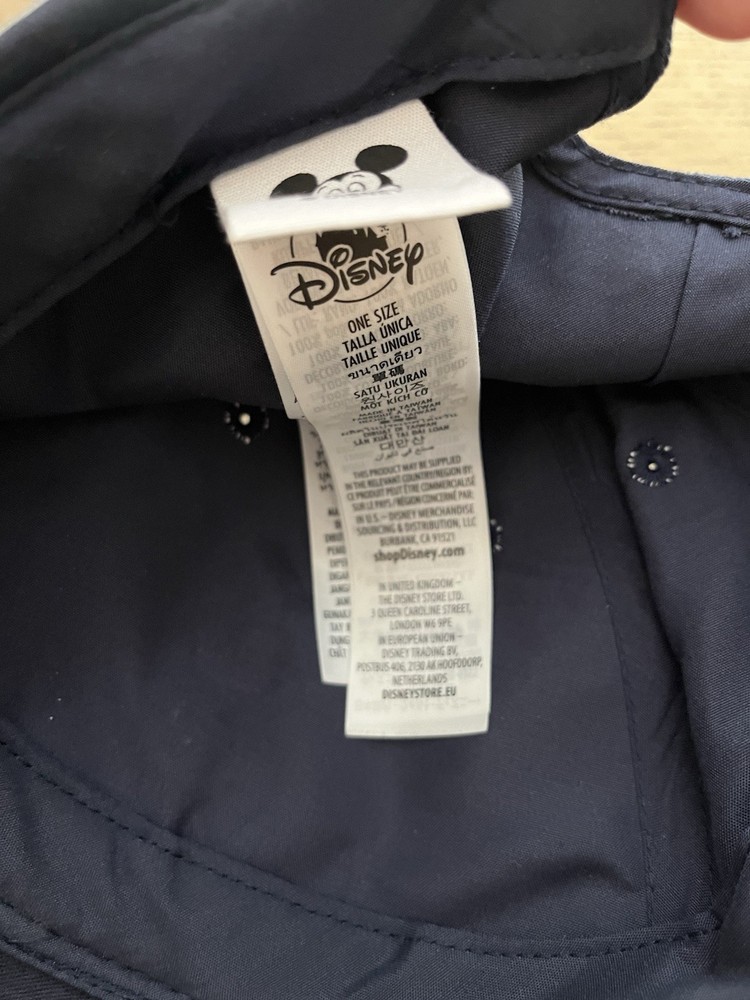 DISNEY
ONE SIZE
TALLA ÚNICA
TAILLE UNIQUE
ขนาดเดียว
單碼
SATU UKURAN
원사이즈
MỘT KÍCH CỠ
MADE IN TAIWAN
SẢN XUẤT TẠI ĐÀI LOAN
대만산
THIS PRODUCT MAY BE SUPPLIED
IN THE RELEVANT COUNTRY/REGION BY:
CE PRODUIT PEUT ÊTRE COMMERCIALISÉ
SUR LE PAYS/RÉGION CONCERNÉ PAR:
IN U.S.– DISNEY MERCHANDISE
SOURCING & DISTRIBUTION, LLC
BURBANK, CA 91521
shopDisney.com
IN UNITED KINGDOM –
THE DISNEY STORE LTD.
3 QUEEN CAROLINE STREET,
LONDON W6 9PE
IN EUROPEAN UNION –
DISNEY TRADING BV,
POSTBUS 406, 2130 AK HOOFDDORP,
NETHERLANDS
DISNEYSTORE.EU